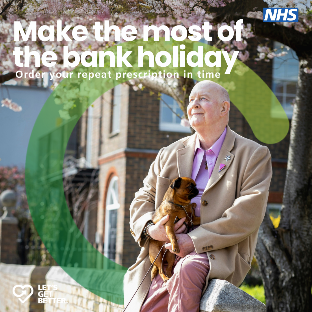 NHS
Make the most of
the bank holiday
Order your repeat prescription in time
LET'S
GET
BETTER